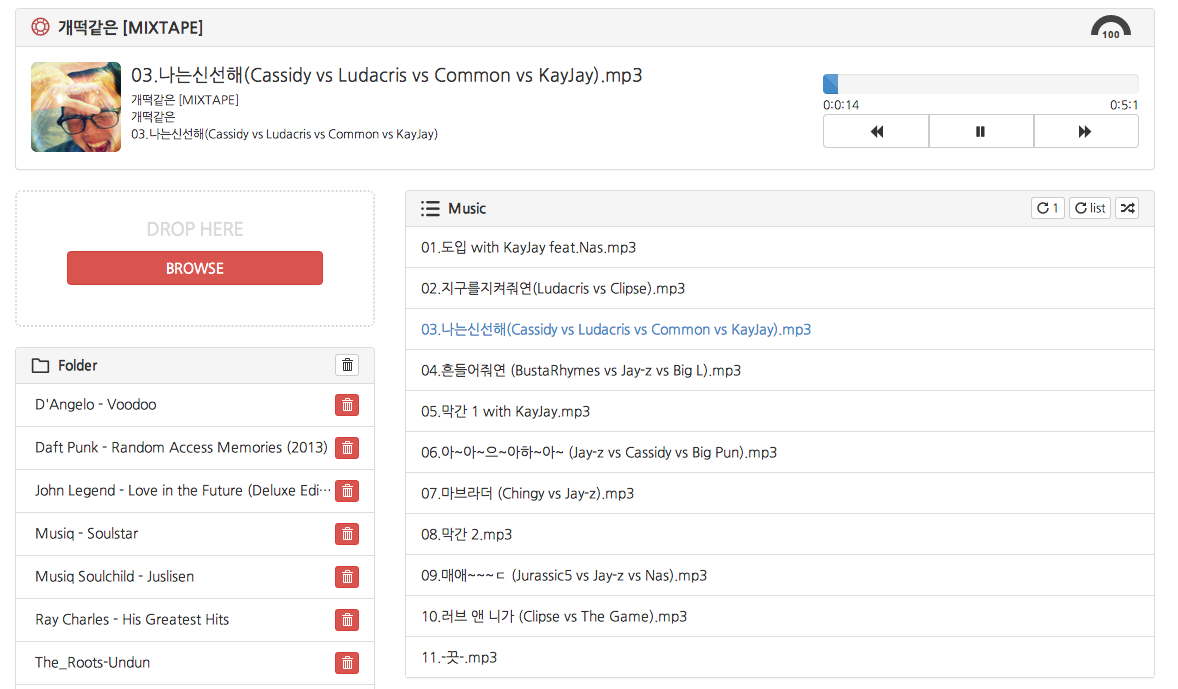 개떡같은 [MIXTAPE]
100
03.나는신선해(Cassidy vs Ludacris vs Common vs KayJay).mp3
개떡같은 [MIXTAPE]
개떡같은
03.나는신선해(Cassidy vs Ludacris vs Common vs KayJay)
0:0:14 0:5:1
DROP HERE
BROWSE
Folder
D'Angelo - Voodoo
Daft Punk - Random Access Memories (2013)
John Legend - Love in the Future (Deluxe Edi···
Musiq - Soulstar
Musiq Soulchild - Juslisen
Ray Charles - His Greatest Hits
The_Roots-Undun
Music
1 list
01.도입 with KayJay feat.Nas.mp3
02.지구를지켜줘연(Ludacris vs Clipse).mp3
03.나는신선해(Cassidy vs Ludacris vs Common vs KayJay).mp3
04.흔들어줘연 (BustaRhymes vs Jay-z vs Big L).mp3
05.막간 1 with KayJay.mp3
06.아~아~으~아하~아~ (Jay-z vs Cassidy vs Big Pun).mp3
07.마브라더 (Chingy vs Jay-z).mp3
08.막간 2.mp3
09.매애~~~ㄷ (Jurassic5 vs Jay-z vs Nas).mp3
10.러브 앤 니가 (Clipse vs The Game).mp3
11.-끗-.mp3